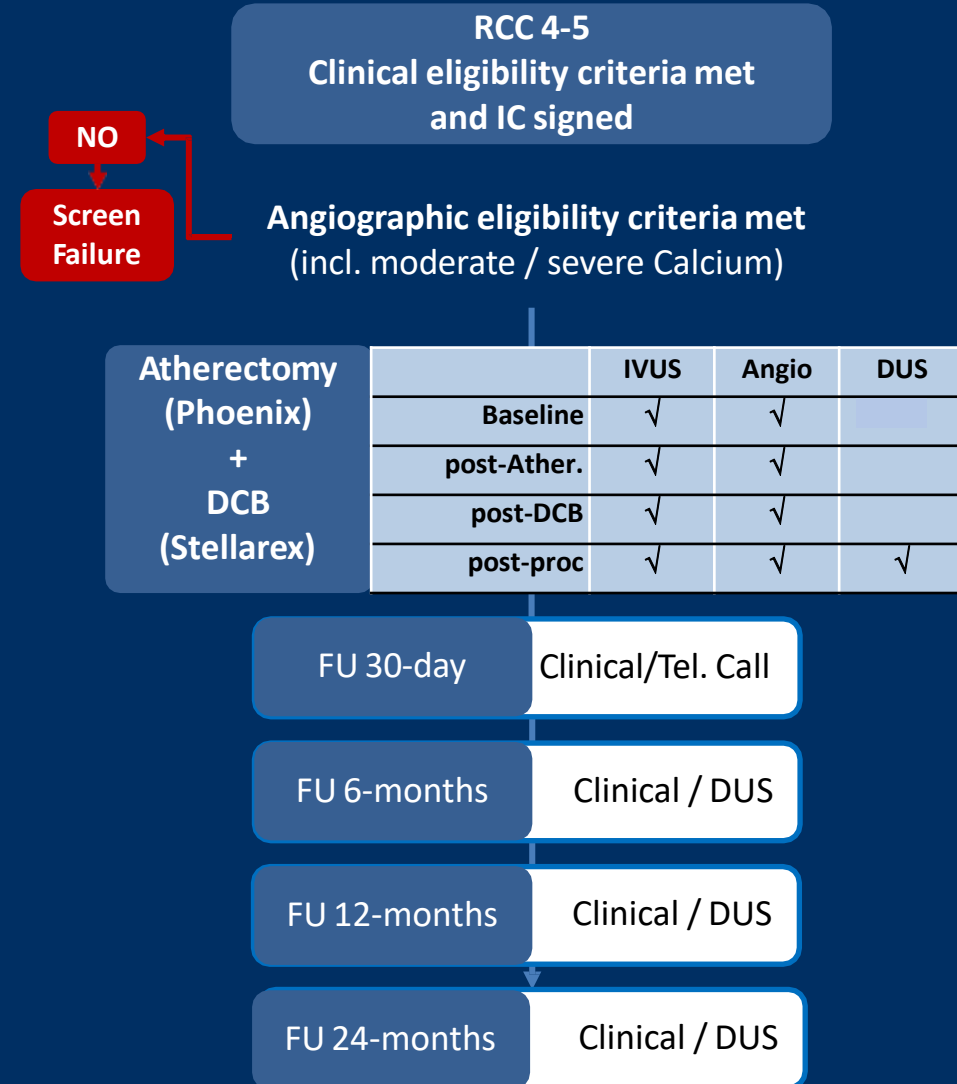 RCC 4-5
Clinical eligibility criteria met
and IC signed
NO
Screen
Failure
Angiographic eligibility criteria met
(incl. moderate / severe Calcium)
Atherectomy
(Phoenix)
+
DCB
(Stellarex)
IVUS Angio DUS
Baseline √ √
post-Ather. √ √
post-DCB √ √
post-proc √ √ √
FU 30-day Clinical/Tel. Call
FU 6-months Clinical / DUS
FU 12-months Clinical / DUS
FU 24-months Clinical / DUS